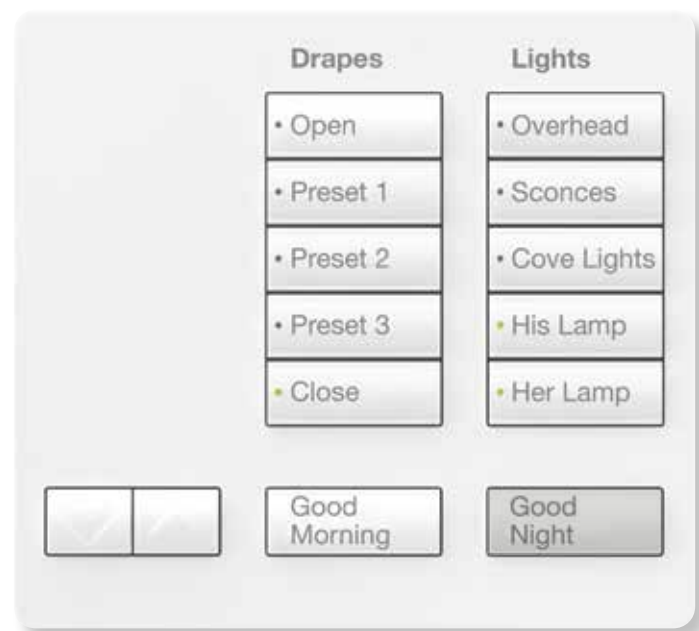 Drapes
Open
Preset 1
Preset 2
Preset 3
Close
Lights
Overhead
Sconces
Cove Lights
His Lamp
Her Lamp
Good
Morning
Good
Night